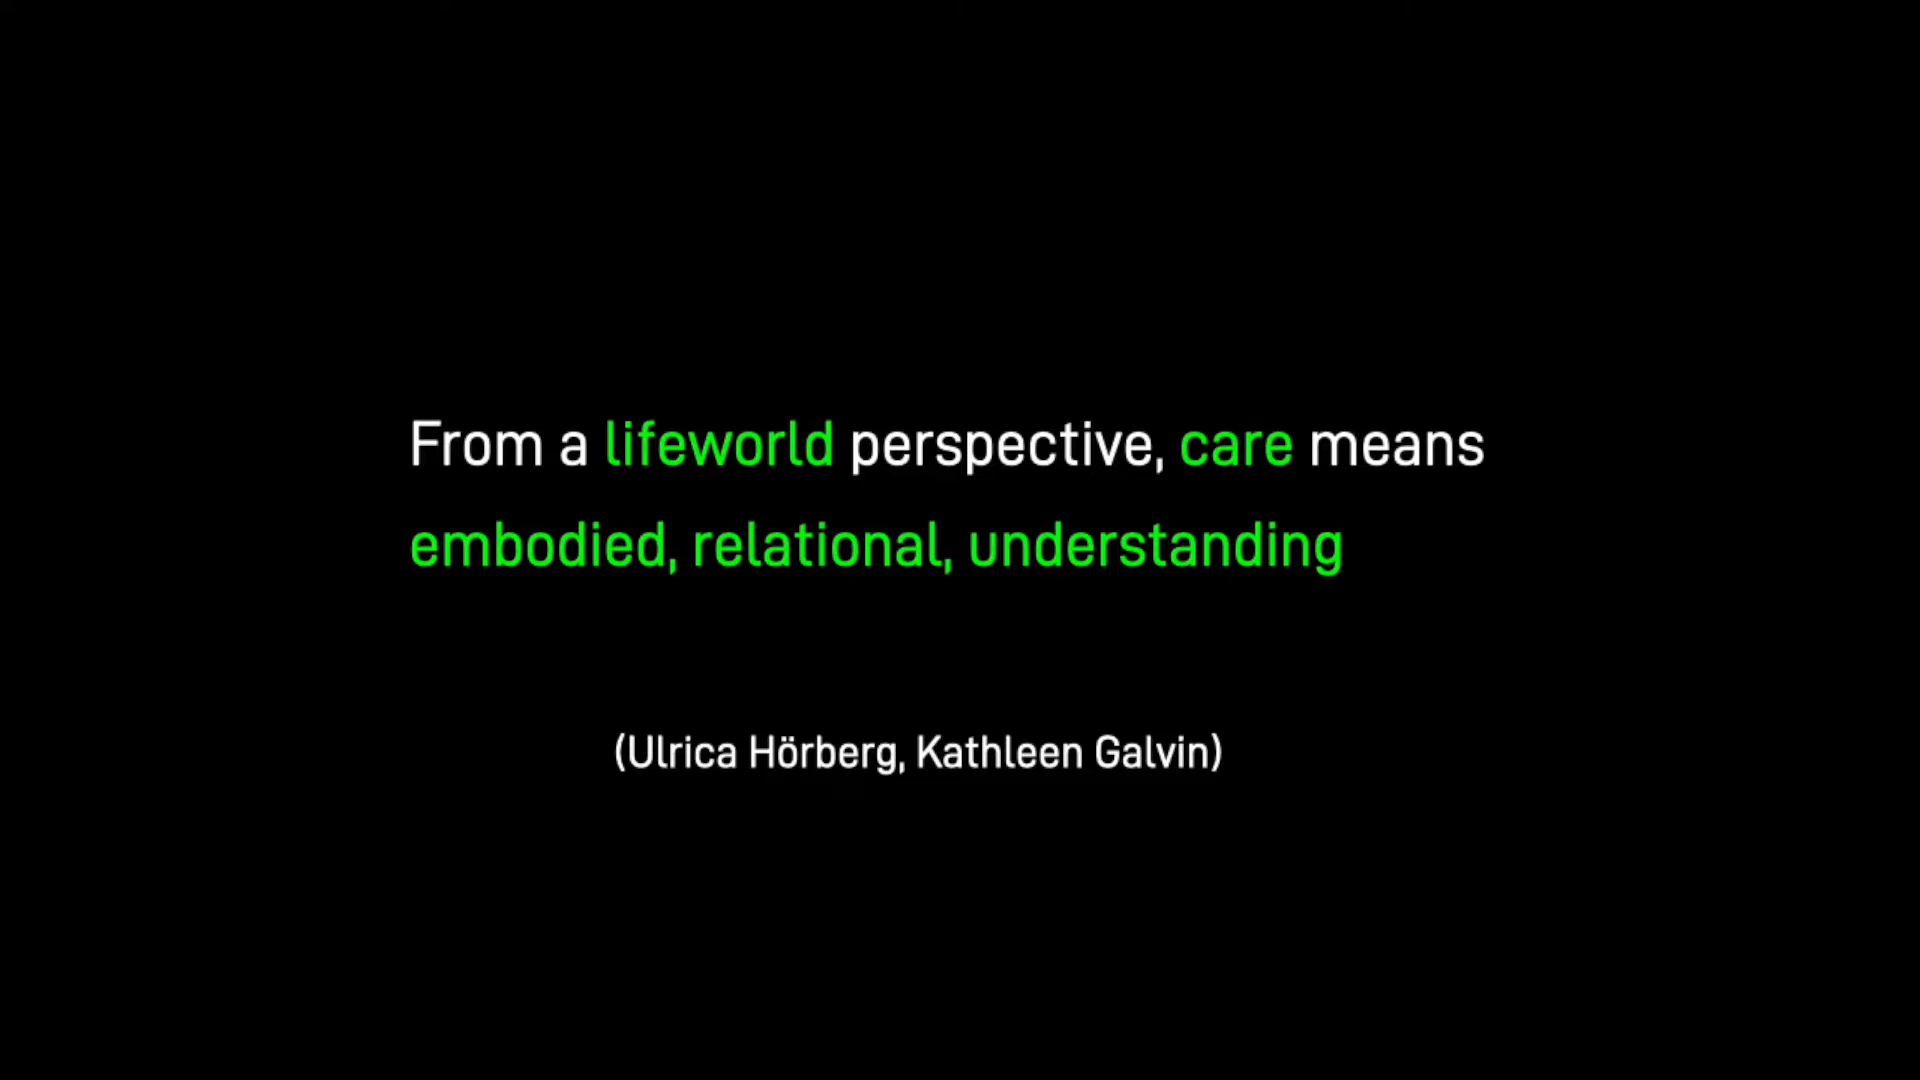 From a lifeworld perspective, care means
embodied, relational, understanding
(Ulrica Hörberg, Kathleen Galvin)